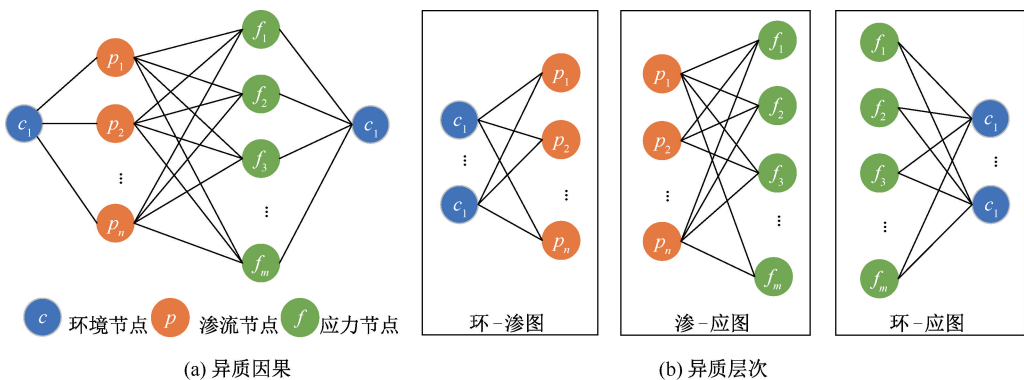 c₁
p₁
p₂
⋮
pₙ
f₁
f₂
f₃
⋮
fₘ
c₁
c 环境节点 p 渗流节点 f 应力节点
(a) 异质因果
c₁
⋮
c₁
p₁
p₂
⋮
pₙ
环-渗图
p₁
p₂
⋮
pₙ
f₁
f₂
f₃
⋮
fₘ
渗-应图
f₁
f₂
f₃
⋮
fₘ
c₁
⋮
c₁
环-应图
(b) 异质层次